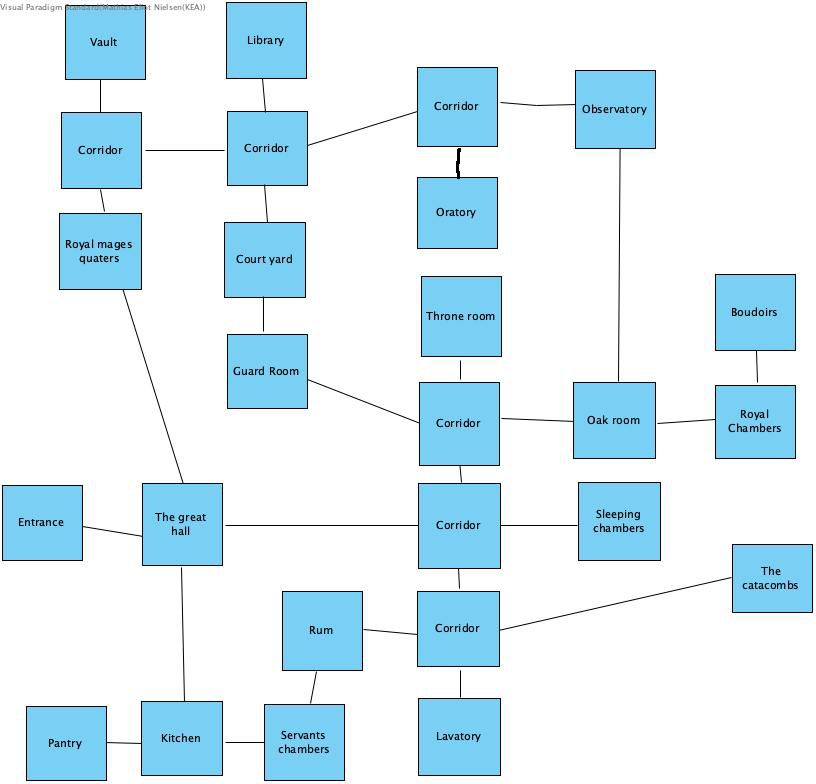 Visual Paradigm Standard(Mathias Elliot Nielsen(KEA))
Vault
Library
Corridor
Observatory
Corridor
Corridor
Oratory
Royal mages
quaters
Court yard
Throne room
Boudoirs
Guard Room
Corridor
Oak room
Royal
Chambers
Entrance
The great
hall
Corridor
Sleeping
chambers
The
catacombs
Rum
Corridor
Pantry
Kitchen
Servants
chambers
Lavatory